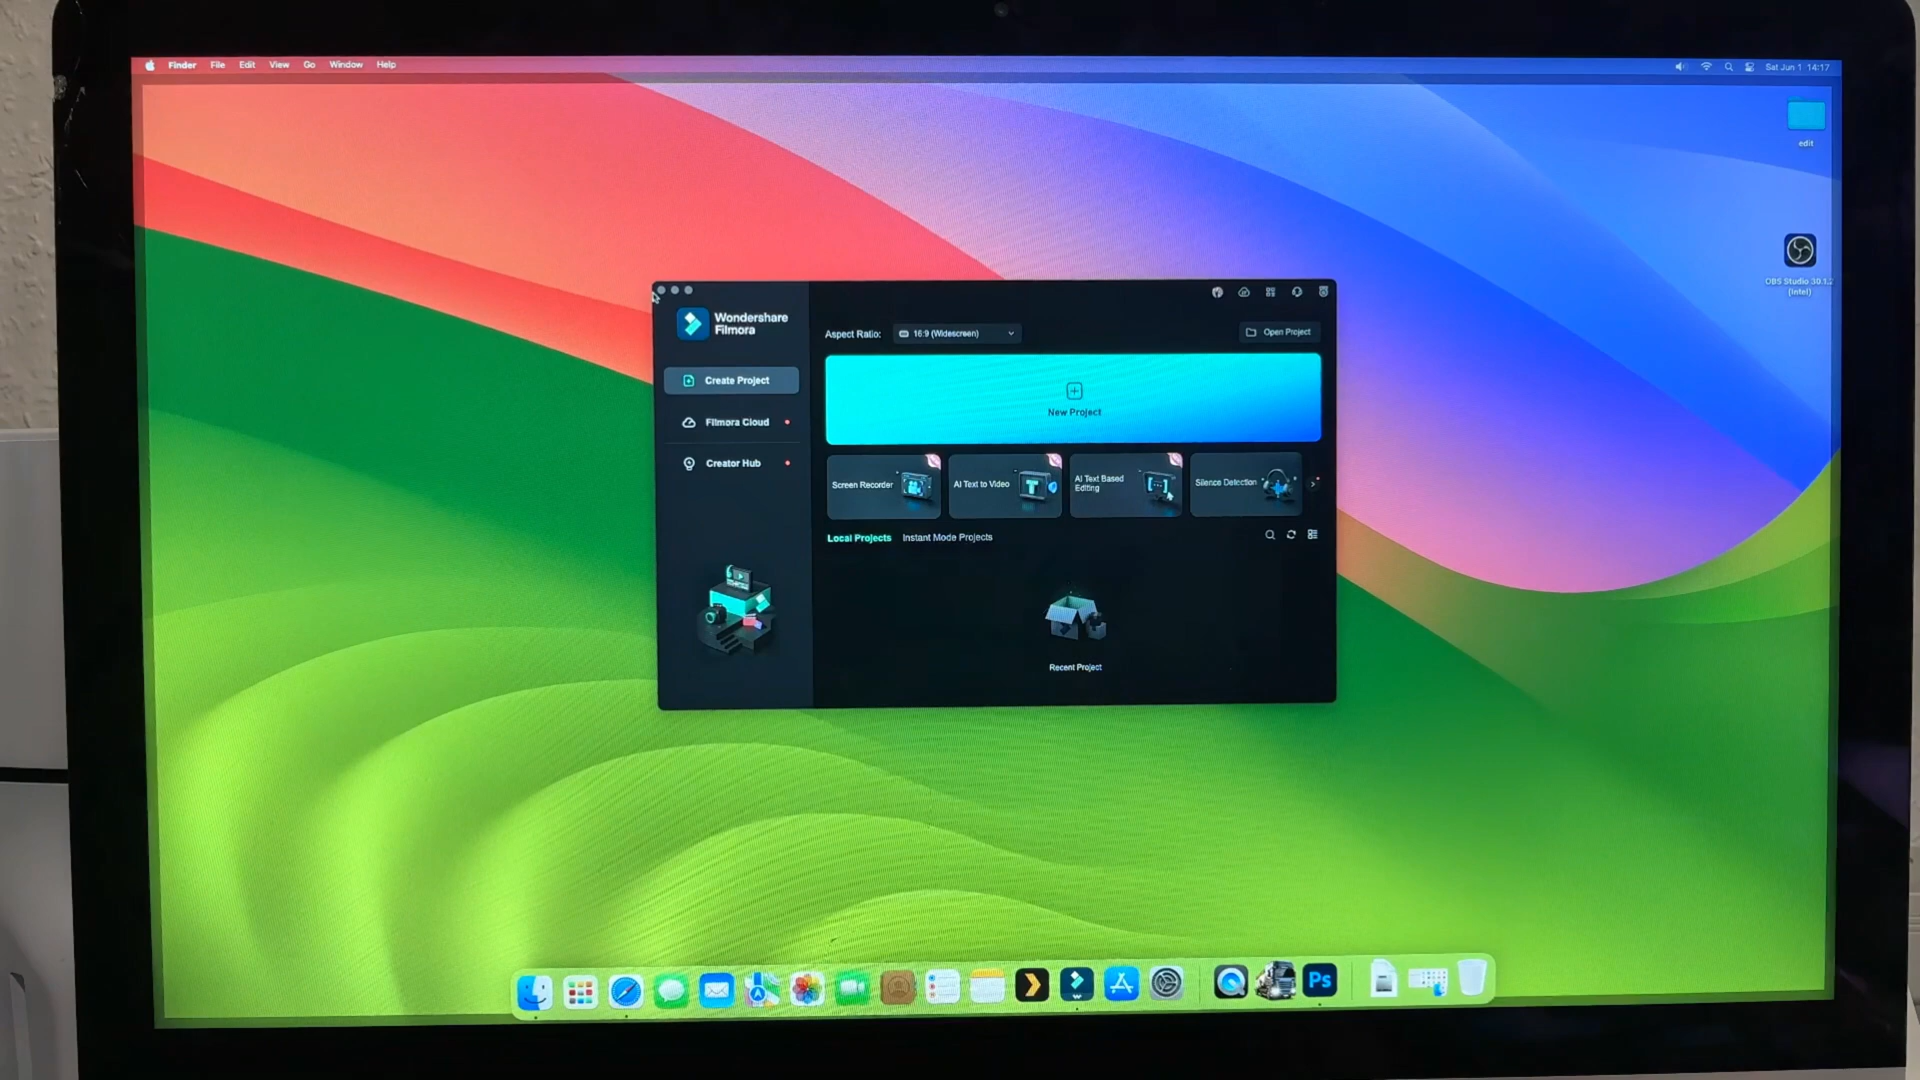 Finder File Edit View Go Window Help
Sat Jun 1 14:17
edit
OBS Studio 30.1.2
(Intel)
Wondershare
Filmora
Create Project
Filmora Cloud
Creator Hub
Aspect Ratio:
16:9 (Widescreen)
Open Project
New Project
Screen Recorder
AI Text to Video
AI Text Based
Editing
Silence Detection
Local Projects
Instant Mode Projects
Recent Project
Ps